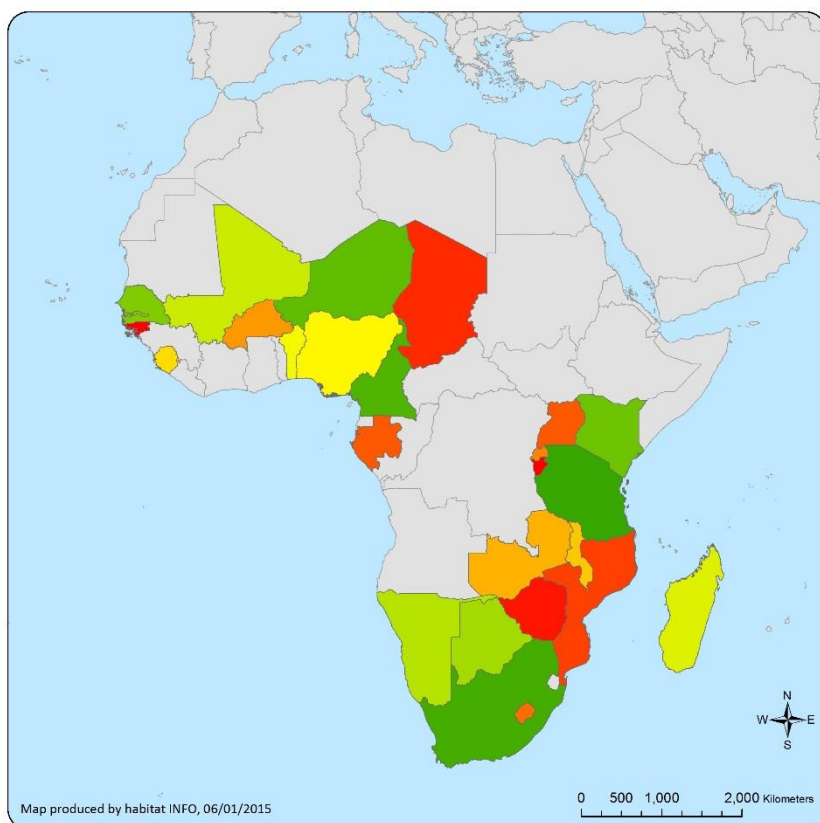 N
W E
S
0 500 1,000 2,000 Kilometers
Map produced by habitat INFO, 06/01/2015